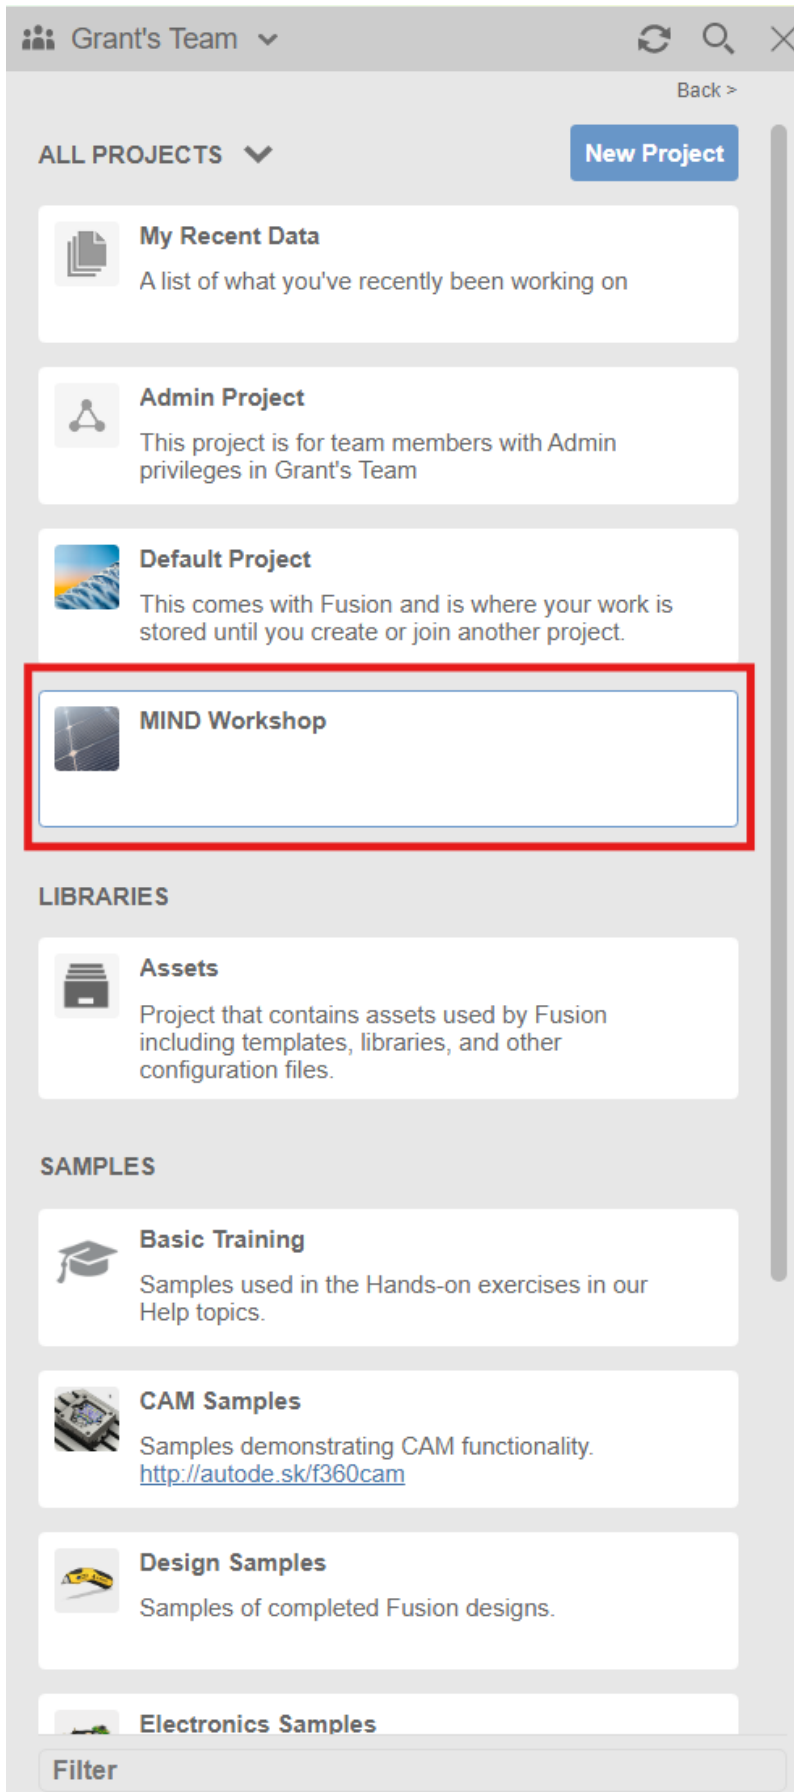 Grant's Team
Back >
ALL PROJECTS
New Project
My Recent Data
A list of what you've recently been working on
Admin Project
This project is for team members with Admin
privileges in Grant's Team
Default Project
This comes with Fusion and is where your work is
stored until you create or join another project.
MIND Workshop
LIBRARIES
Assets
Project that contains assets used by Fusion
including templates, libraries, and other
configuration files.
SAMPLES
Basic Training
Samples used in the Hands-on exercises in our
Help topics.
CAM Samples
Samples demonstrating CAM functionality.
http://autode.sk/f360cam
Design Samples
Samples of completed Fusion designs.
Electronics Samples
Filter